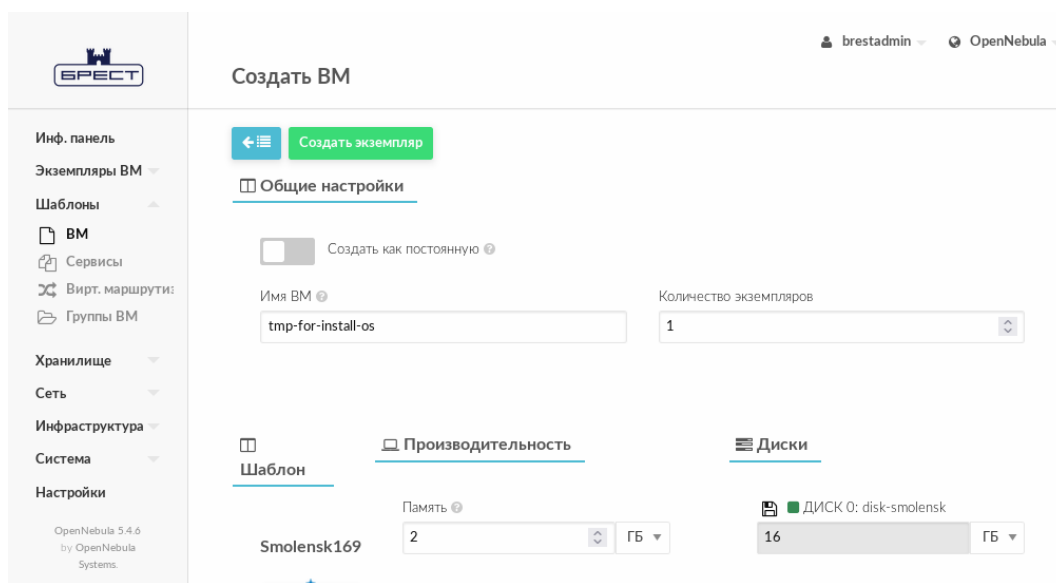 brestadmin
OpenNebula
БРЕСТ
Создать ВМ
Инф. панель
Экземпляры ВМ
Шаблоны
ВМ
Сервисы
Вирт. маршрутиз
Группы ВМ
Хранилище
Сеть
Инфраструктура
Система
Настройки
OpenNebula 5.4.6
by OpenNebula
Systems.
Создать экземпляр
Общие настройки
Создать как постоянную
Имя ВМ
Количество экземпляров
tmp-for-install-os
1
Шаблон
Производительность
Диски
Память
ДИСК 0: disk-smolensk
Smolensk169
2 ГБ
16 ГБ